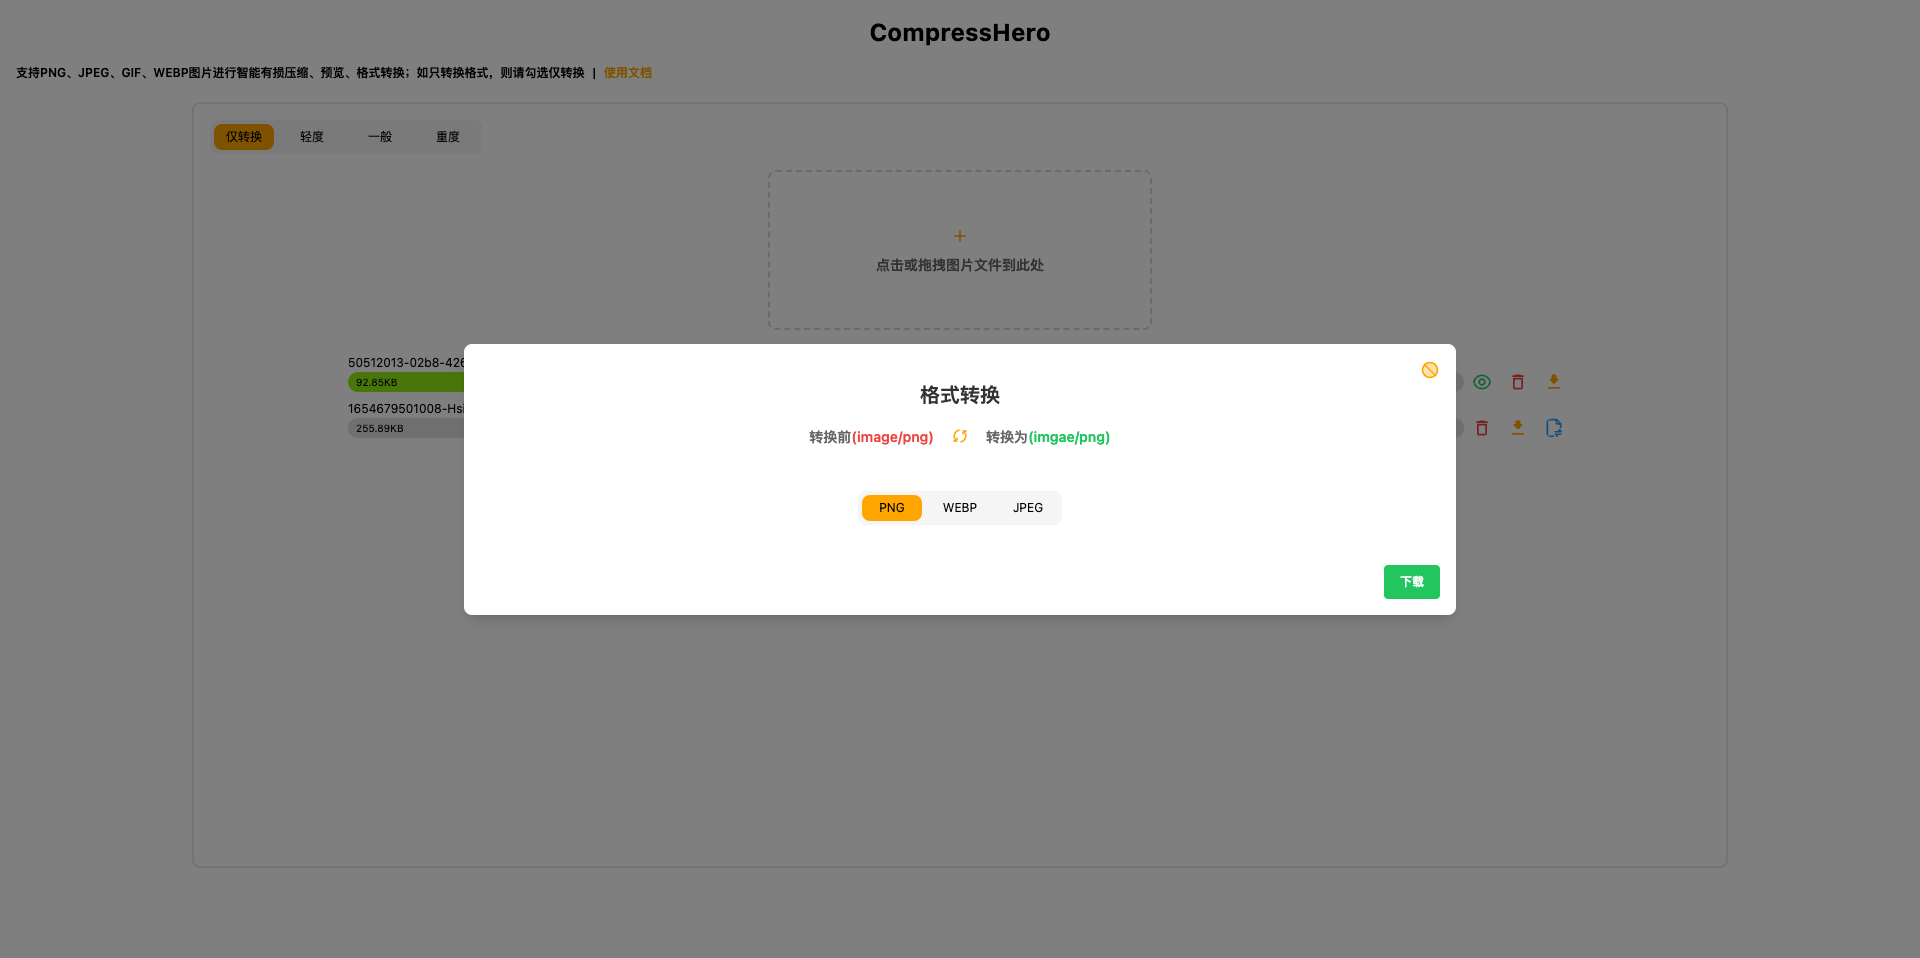 CompressHero
支持PNG、JPEG、GIF、WEBP图片进行智能有损压缩、预览、格式转换；如只转换格式，则请勾选仅转换 | 使用文档
仅转换 轻度 一般 重度
点击或拖拽图片文件到此处
50512013-02b8-426
92.85KB
1654679501008-Hsi
255.89KB
格式转换
转换前(image/png) 转换为(imgae/png)
PNG WEBP JPEG
下载